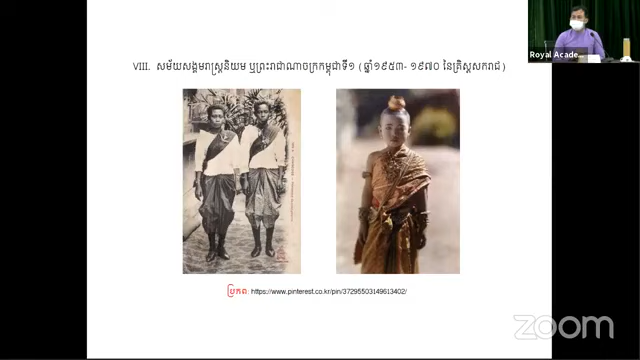 VIII. សម័យសង្គមរាស្ត្រនិយម ឬព្រះរាជាណាចក្រកម្ពុជាទី១ (ឆ្នាំ១៩៥៣- ១៩៧០ នៃគ្រិស្តសករាជ)
ប្រភព: https://www.pinterest.co.kr/pin/37295503149613402/
Royal Acade...
zoom